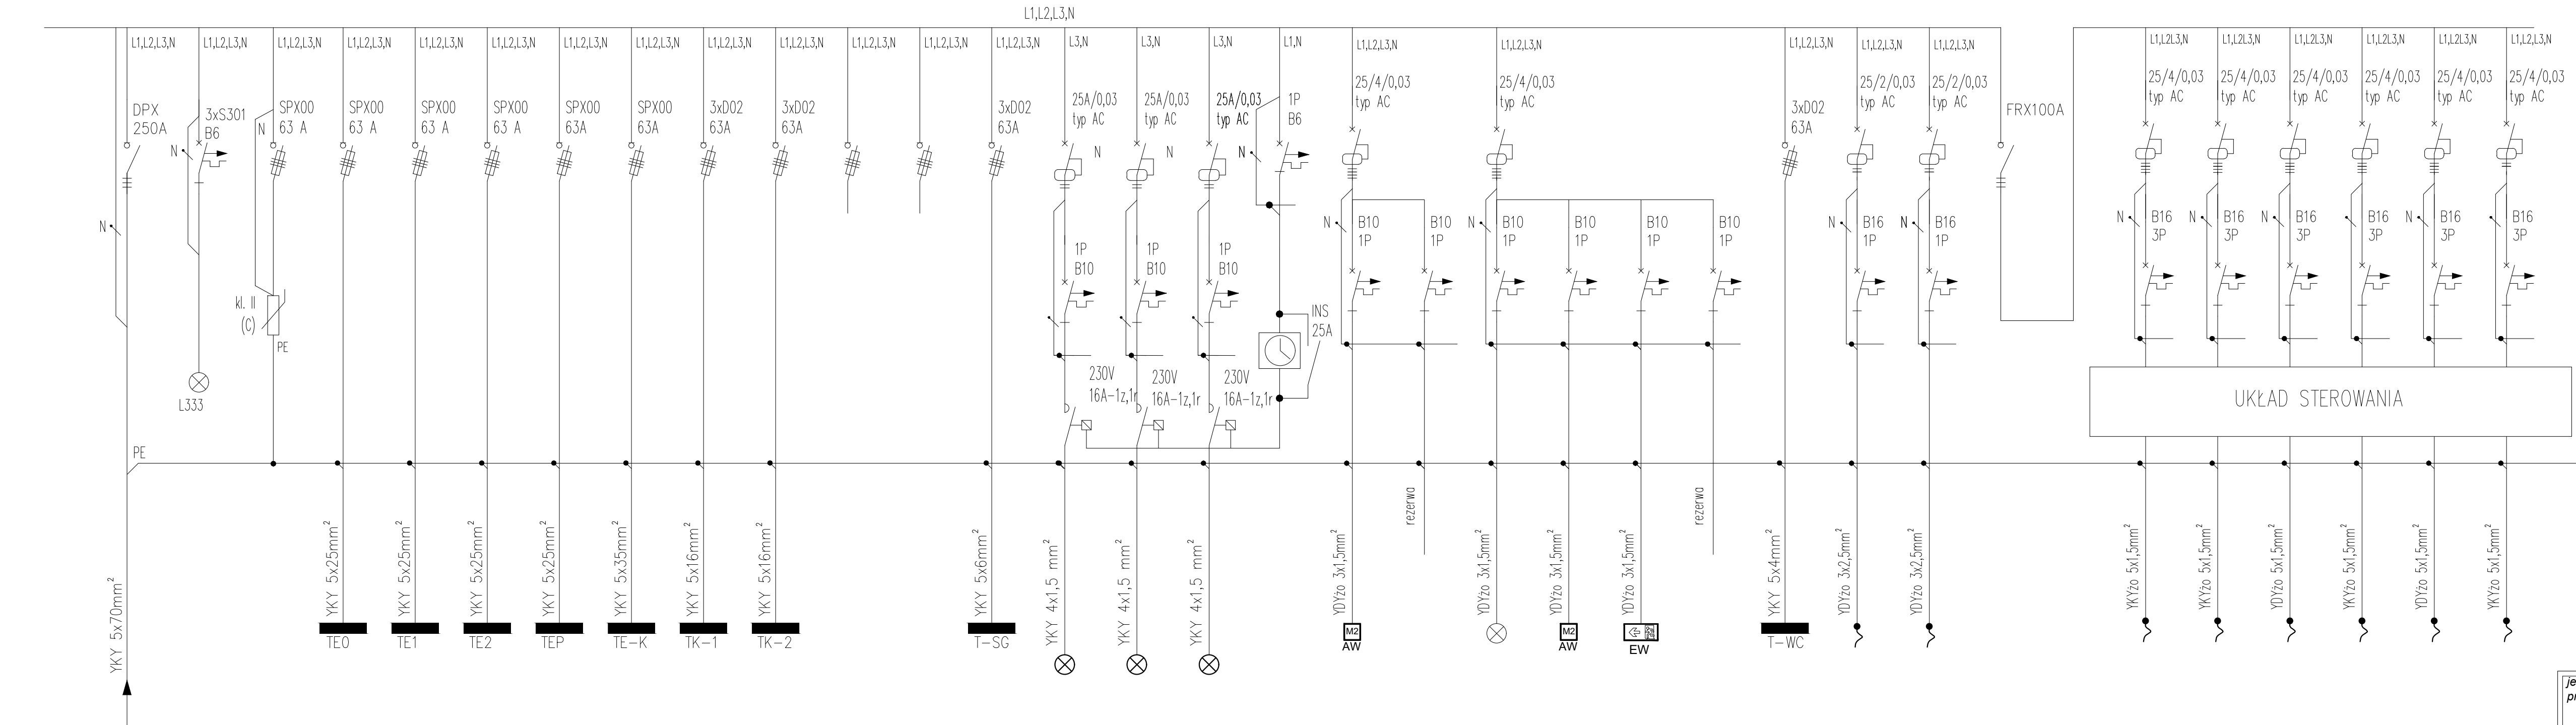 L1,L2,L3,N
L1,L2,L3,N
L1,L2,L3,N
L1,L2,L3,N
L1,L2,L3,N
L1,L2,L3,N
L1,L2,L3,N
L1,L2,L3,N
L1,L2,L3,N
L1,L2,L3,N
L1,L2,L3,N
L1,L2,L3,N
L1,L2,L3,N
L1,L2,L3,N
L3,N
L3,N
L3,N
L1,N
L1,L2,L3,N
L1,L2,L3,N
L1,L2,L3,N
L1,L2,L3,N
L1,L2,L3,N
L1,L2L3,N
L1,L2L3,N
L1,L2L3,N
L1,L2L3,N
L1,L2L3,N
L1,L2,L3,N
DPX
250A
N
3xS301
B6
N
L333
SPX00
63 A
N
kl. II
(C)
PE
PE
SPX00
63 A
SPX00
63 A
SPX00
63 A
SPX00
63A
SPX00
63A
3xD02
63A
3xD02
63A
3xD02
63A
25A/0,03
typ AC
N
1P
B10
230V
16A-1z,1r
25A/0,03
typ AC
N
1P
B10
230V
16A-1z,1r
25A/0,03
typ AC
1P
B10
230V
16A-1z,1r
1P
B6
N
INS
25A
25/4/0,03
typ AC
N
B10
1P
B10
1P
25/4/0,03
typ AC
N
B10
1P
B10
1P
B10
1P
B10
1P
3xD02
63A
25/2/0,03
typ AC
N
B16
1P
25/2/0,03
typ AC
N
B16
1P
FRX100A
25/4/0,03
typ AC
N
B16
3P
25/4/0,03
typ AC
N
B16
3P
25/4/0,03
typ AC
N
B16
3P
25/4/0,03
typ AC
B16
3P
25/4/0,03
typ AC
N
B16
3P
25/4/0,03
typ AC
B16
3P
UKŁAD STEROWANIA
YKY 5x70mm²
YKY 5x25mm²
TE0
YKY 5x25mm²
TE1
YKY 5x25mm²
TE2
YKY 5x25mm²
TEP
YKY 5x35mm²
TE-K
YKY 5x16mm²
TK-1
YKY 5x16mm²
TK-2
YKY 5x6mm²
T-SG
YKY 4x1,5 mm²
YKY 4x1,5 mm²
YKY 4x1,5 mm²
YDYżo 3x1,5mm²
M2
AW
rezerwa
YDYżo 3x1,5mm²
YDYżo 3x1,5mm²
M2
AW
YDYżo 3x1,5mm²
EW
rezerwa
YKY 5x4mm²
T-WC
YDYżo 3x2,5mm²
YDYżo 3x2,5mm²
YKYżo 5x1,5mm²
YKYżo 5x1,5mm²
YDYżo 5x1,5mm²
YKYżo 5x1,5mm²
YDYżo 5x1,5mm²
YKYżo 5x1,5mm²